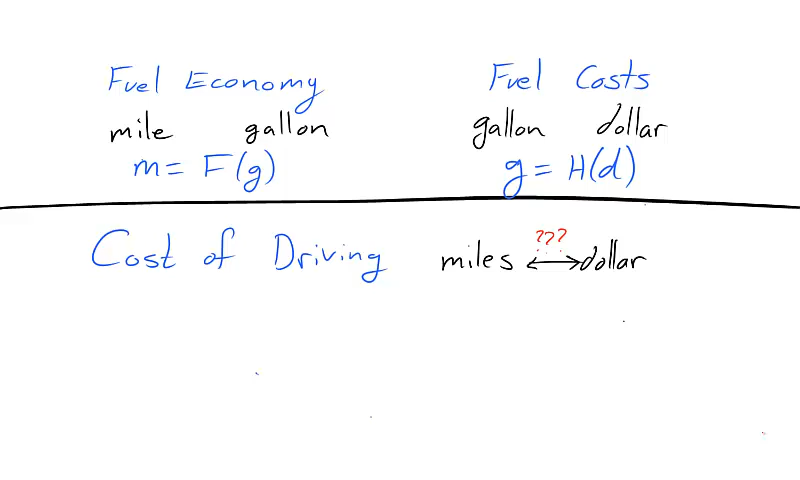 Fuel Economy
mile gallon
m = F(g)
Fuel Costs
gallon dollar
g = H(d)
Cost of Driving
???
miles ↔ dollar